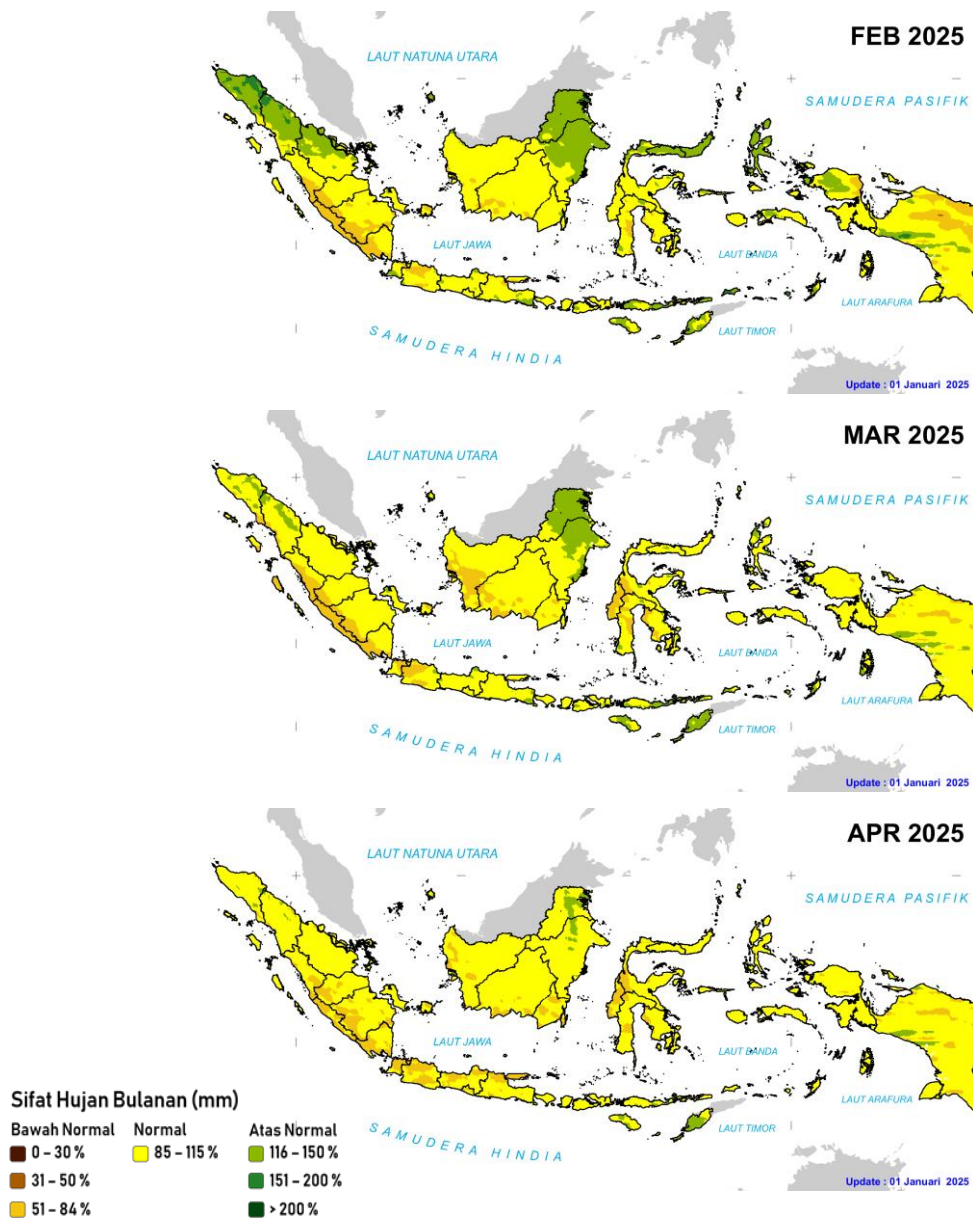 FEB 2025
LAUT NATUNA UTARA
SAMUDERA PASIFIK
LAUT JAWA
LAUT BANDA
LAUT ARAFURA
LAUT TIMOR
SAMUDERA HINDIA
Update : 01 Januari 2025
MAR 2025
LAUT NATUNA UTARA
SAMUDERA PASIFIK
LAUT JAWA
LAUT BANDA
LAUT ARAFURA
LAUT TIMOR
SAMUDERA HINDIA
Update : 01 Januari 2025
APR 2025
LAUT NATUNA UTARA
SAMUDERA PASIFIK
LAUT JAWA
LAUT BANDA
LAUT ARAFURA
LAUT TIMOR
SAMUDERA HINDIA
Update : 01 Januari 2025
Sifat Hujan Bulanan (mm)
Bawah Normal Normal Atas Normal
0 – 30 % 85 – 115 % 116 – 150 %
31 – 50 % 151 – 200 %
51 – 84 % > 200 %